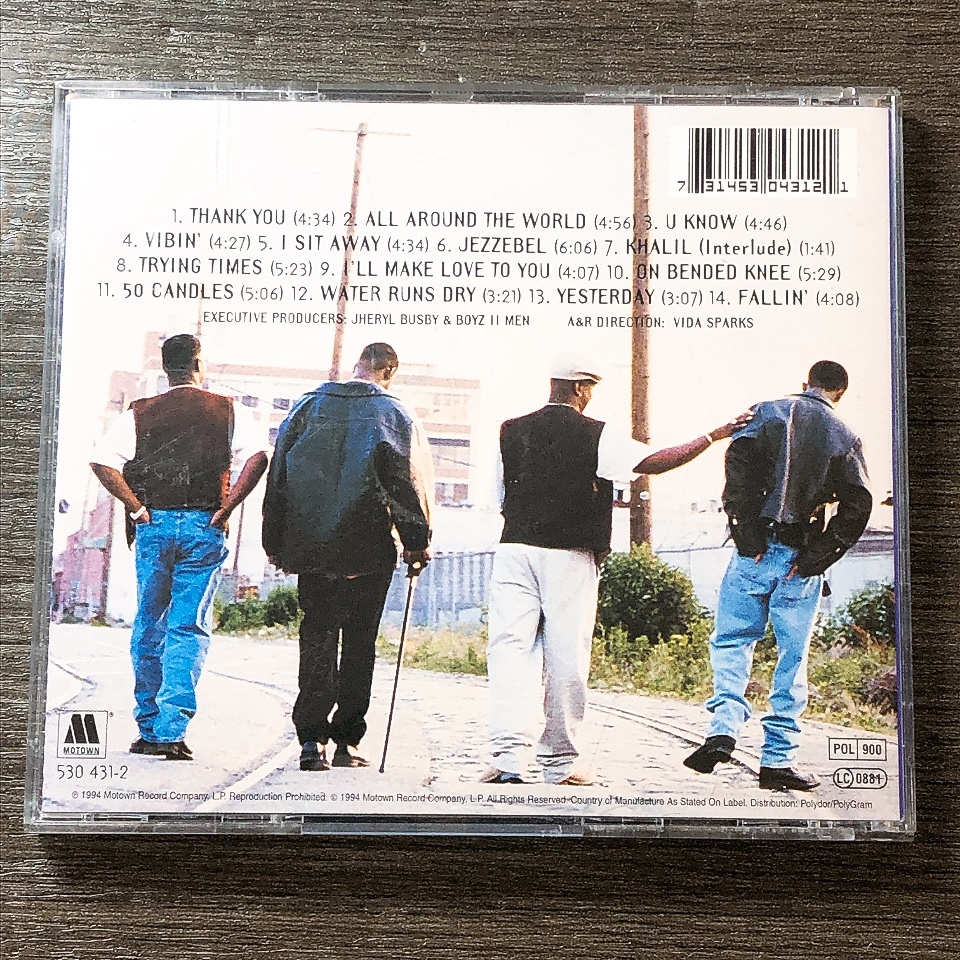 7 31453 04312 1
1. THANK YOU (4:34) 2. ALL AROUND THE WORLD (4:56) 3. U KNOW (4:46)
4. VIBIN' (4:27) 5. I SIT AWAY (4:34) 6. JEZZEBEL (6:06) 7. KHALIL (Interlude) (1:41)
8. TRYING TIMES (5:23) 9. I'LL MAKE LOVE TO YOU (4:07) 10. ON BENDED KNEE (5:29)
11. 50 CANDLES (5:06) 12. WATER RUNS DRY (3:21) 13. YESTERDAY (3:07) 14. FALLIN' (4:08)
EXECUTIVE PRODUCERS: JHERYL BUSBY & BOYZ II MEN A&R DIRECTION: VIDA SPARKS
M®
MOTOWN
530 431-2
POL 900
LC 0881
℗ 1994 Motown Record Company, L.P. Reproduction Prohibited. © 1994 Motown Record Company, L.P. All Rights Reserved. Country of Manufacture As Stated On Label. Distribution: Polydor/PolyGram